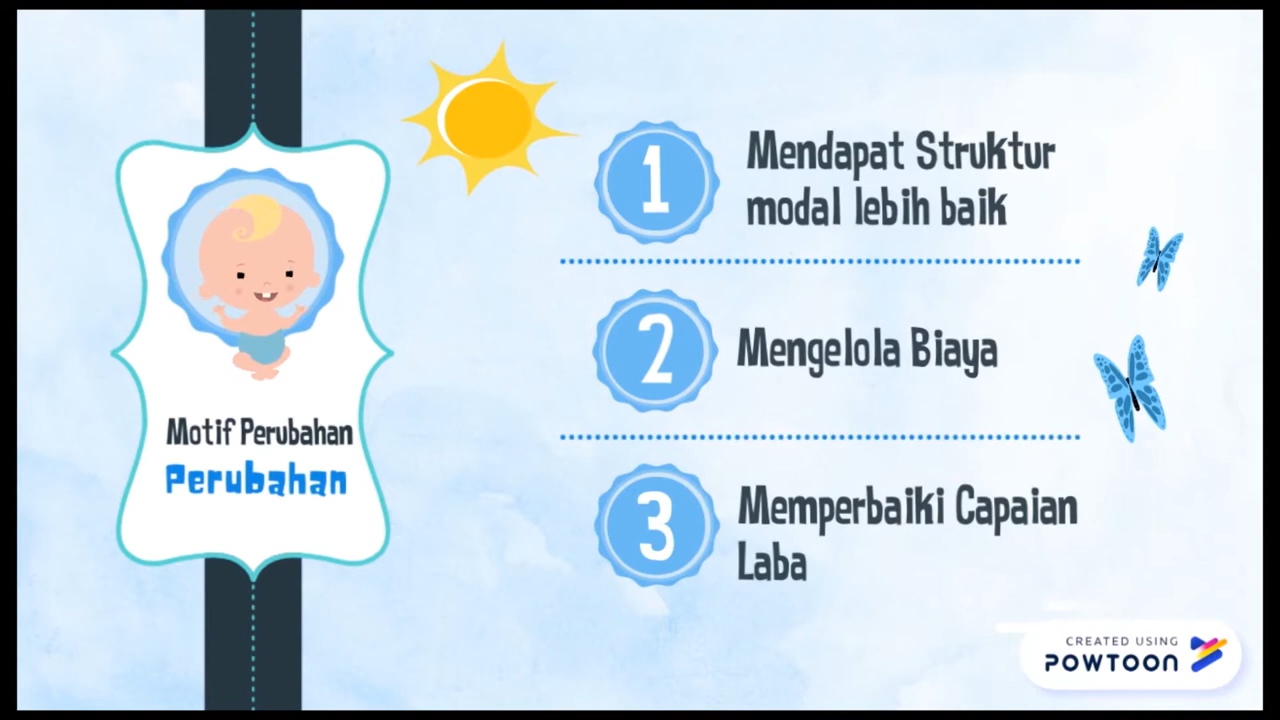 Motif Perubahan
Perubahan
1
Mendapat Struktur
modal lebih baik
2
Mengelola Biaya
3
Memperbaiki Capaian
Laba
CREATED USING
POWTOON